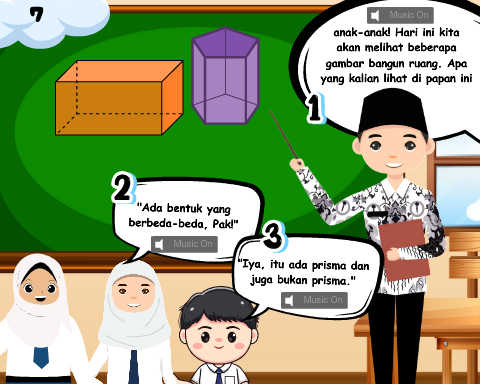 7
Music On
anak-anak! Hari ini kita
akan melihat beberapa
gambar bangun ruang. Apa
yang kalian lihat di papan ini
1
2
"Ada bentuk yang
berbeda-beda, Pak!"
Music On
3
"Iya, itu ada prisma dan
juga bukan prisma."
Music On